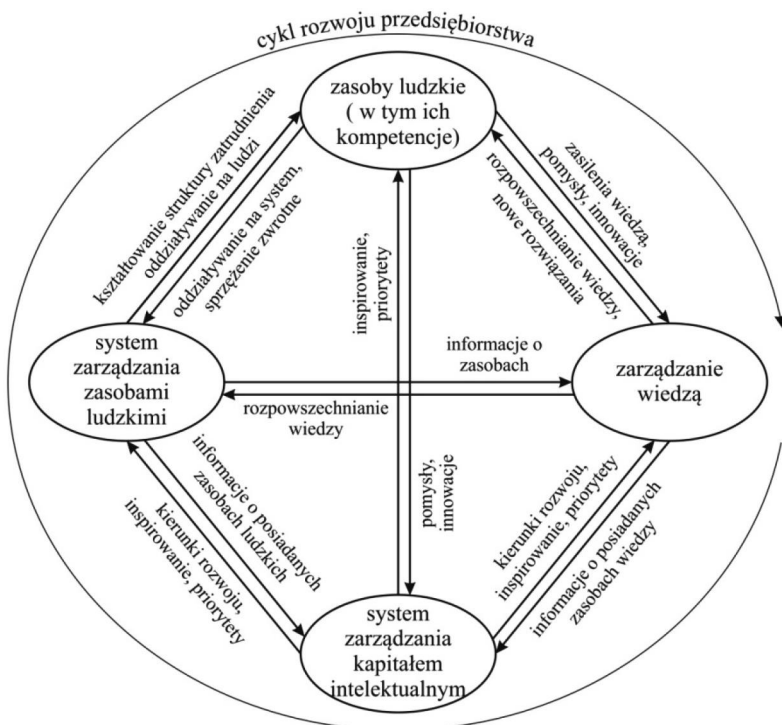 cykl rozwoju przedsiębiorstwa
zasoby ludzkie
( w tym ich
kompetencje)
kształtowanie struktury zatrudnienia
oddziaływanie na ludzi
oddziaływanie na system,
sprzężenie zwrotne
zasilenia wiedzą,
pomysły, innowacje
rozpowszechnianie wiedzy,
nowe rozwiązania
inspirowanie,
priorytety
system
zarządzania
zasobami
ludzkimi
informacje o
zasobach
rozpowszechnianie
wiedzy
zarządzanie
wiedzą
informacje o posiadanych
zasobach ludzkich
kierunki rozwoju,
inspirowanie, priorytety
pomysły,
innowacje
kierunki rozwoju,
inspirowanie, priorytety
informacje o posiadanych
zasobach wiedzy
system
zarządzania
kapitałem
intelektualnym